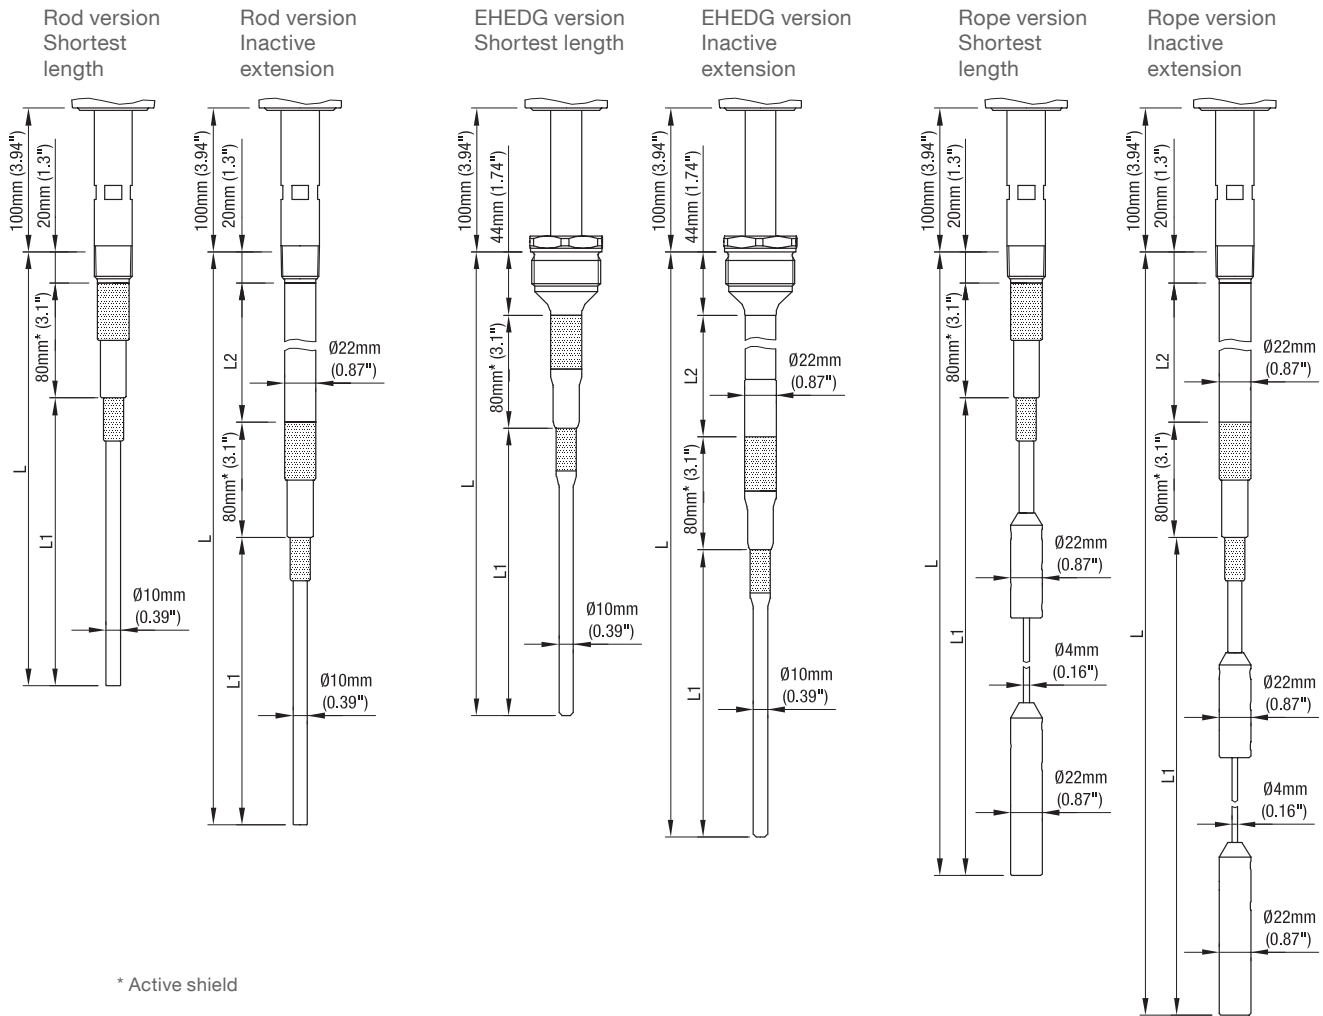 Rod version
Shortest
length
Rod version
Inactive
extension
EHEDG version
Shortest length
EHEDG version
Inactive
extension
Rope version
Shortest
length
Rope version
Inactive
extension
100mm (3.94")
20mm (1.3")
80mm* (3.1")
L
L1
Ø10mm
(0.39")
100mm (3.94")
20mm (1.3")
L2
Ø22mm
(0.87")
80mm* (3.1")
L
L1
Ø10mm
(0.39")
100mm (3.94")
44mm (1.74")
80mm* (3.1")
L
L1
Ø10mm
(0.39")
100mm (3.94")
44mm (1.74")
L2
Ø22mm
(0.87")
80mm* (3.1")
L
L1
Ø10mm
(0.39")
100mm (3.94")
20mm (1.3")
80mm* (3.1")
L
L1
Ø22mm
(0.87")
Ø4mm
(0.16")
Ø22mm
(0.87")
100mm (3.94")
20mm (1.3")
L2
Ø22mm
(0.87")
80mm* (3.1")
L
L1
Ø22mm
(0.87")
Ø4mm
(0.16")
Ø22mm
(0.87")
* Active shield